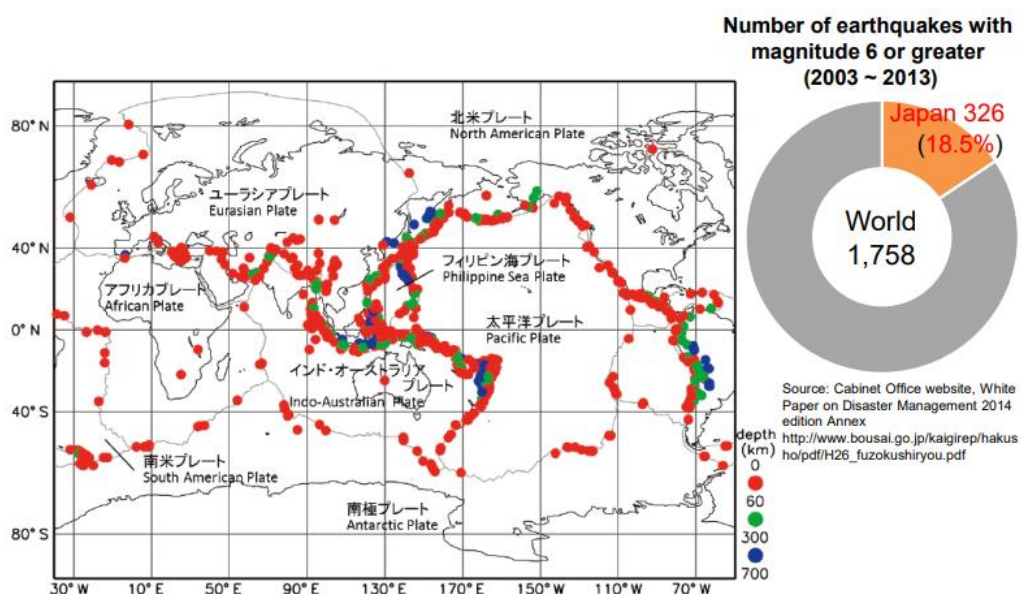 Number of earthquakes with
magnitude 6 or greater
(2003 ~ 2013)
Japan 326
(18.5%)
World
1,758
Source: Cabinet Office website, White
Paper on Disaster Management 2014
edition Annex
http://www.bousai.go.jp/kaigirep/hakus
ho/pdf/H26_fuzokushiryou.pdf
80° N
40° N
0° N
40° S
80° S
北米プレート
North American Plate
ユーラシアプレート
Eurasian Plate
フィリピン海プレート
Philippine Sea Plate
アフリカプレート
African Plate
太平洋プレート
Pacific Plate
インド・オーストラリア
プレート
Indo-Australian Plate
南米プレート
South American Plate
南極プレート
Antarctic Plate
depth
(km)
0
60
300
700
30° W
10° E
50° E
90° E
130° E
170° E
150° W
110° W
70° W